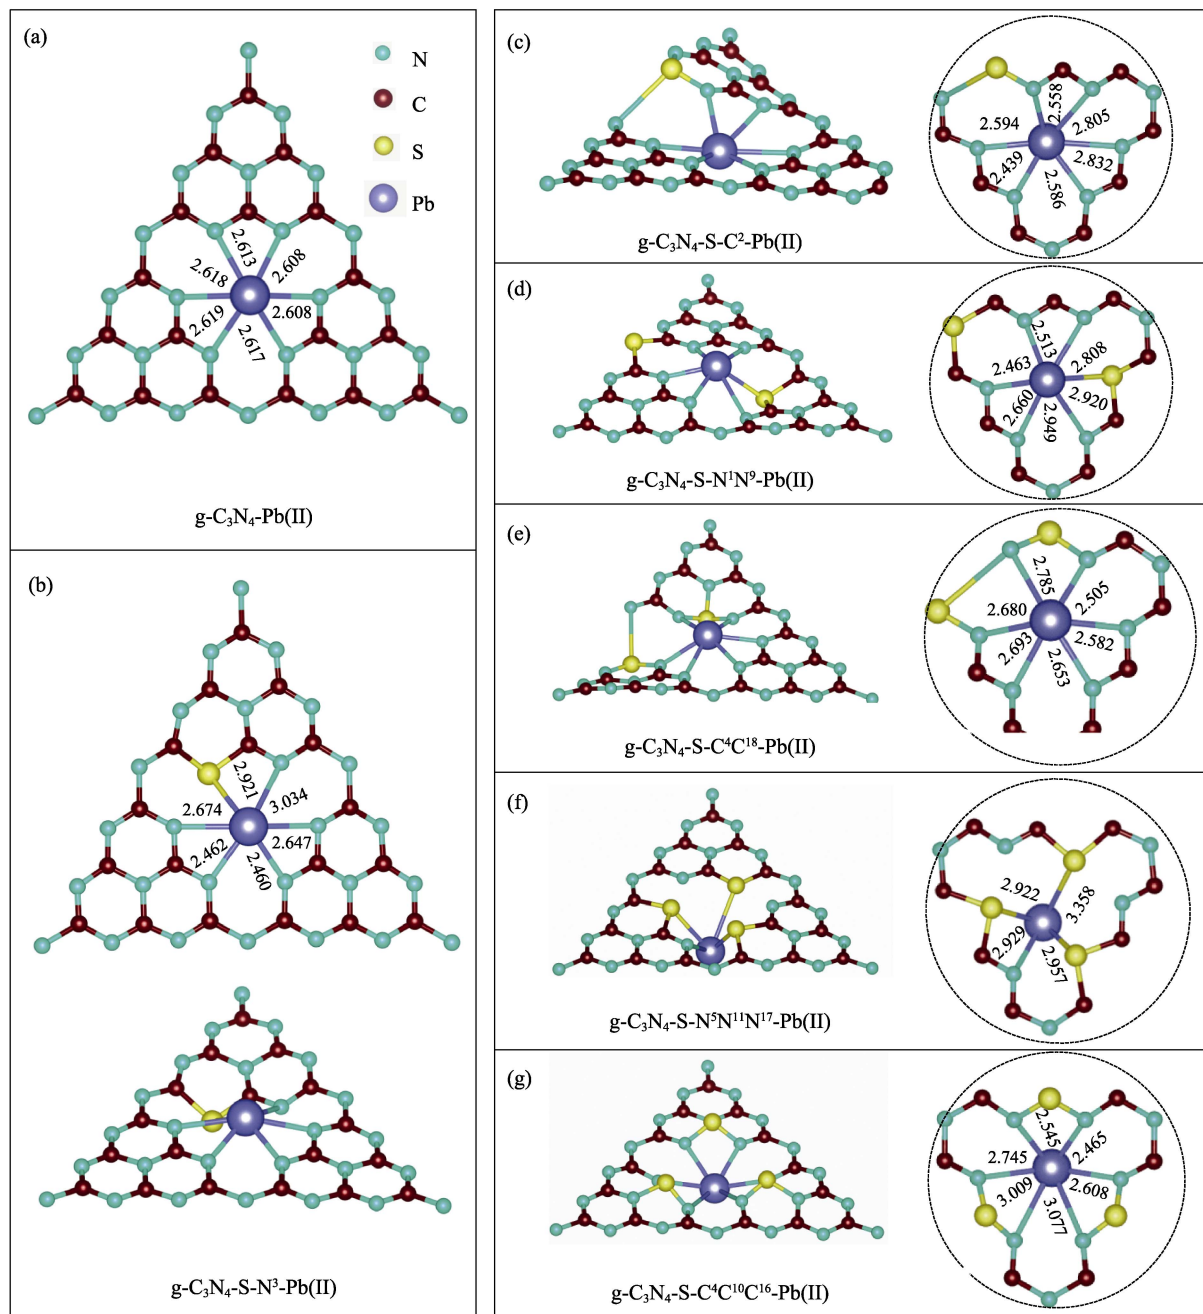 (a)
N
C
S
Pb
2.613
2.608
2.618
2.619
2.608
2.617
g-C₃N₄-Pb(II)
(b)
2.921
3.034
2.674
2.647
2.462
2.460
g-C₃N₄-S-N³-Pb(II)
(c)
2.558
2.594
2.805
2.439
2.832
2.586
g-C₃N₄-S-C²-Pb(II)
(d)
2.513
2.463
2.808
2.660
2.920
2.949
g-C₃N₄-S-N¹N⁹-Pb(II)
(e)
2.785
2.505
2.680
2.582
2.693
2.653
g-C₃N₄-S-C⁴C¹⁸-Pb(II)
(f)
2.922
3.358
2.929
2.957
g-C₃N₄-S-N⁵N¹¹N¹⁷-Pb(II)
(g)
2.545
2.465
2.745
2.608
3.009
3.077
g-C₃N₄-S-C⁴C¹⁰C¹⁶-Pb(II)